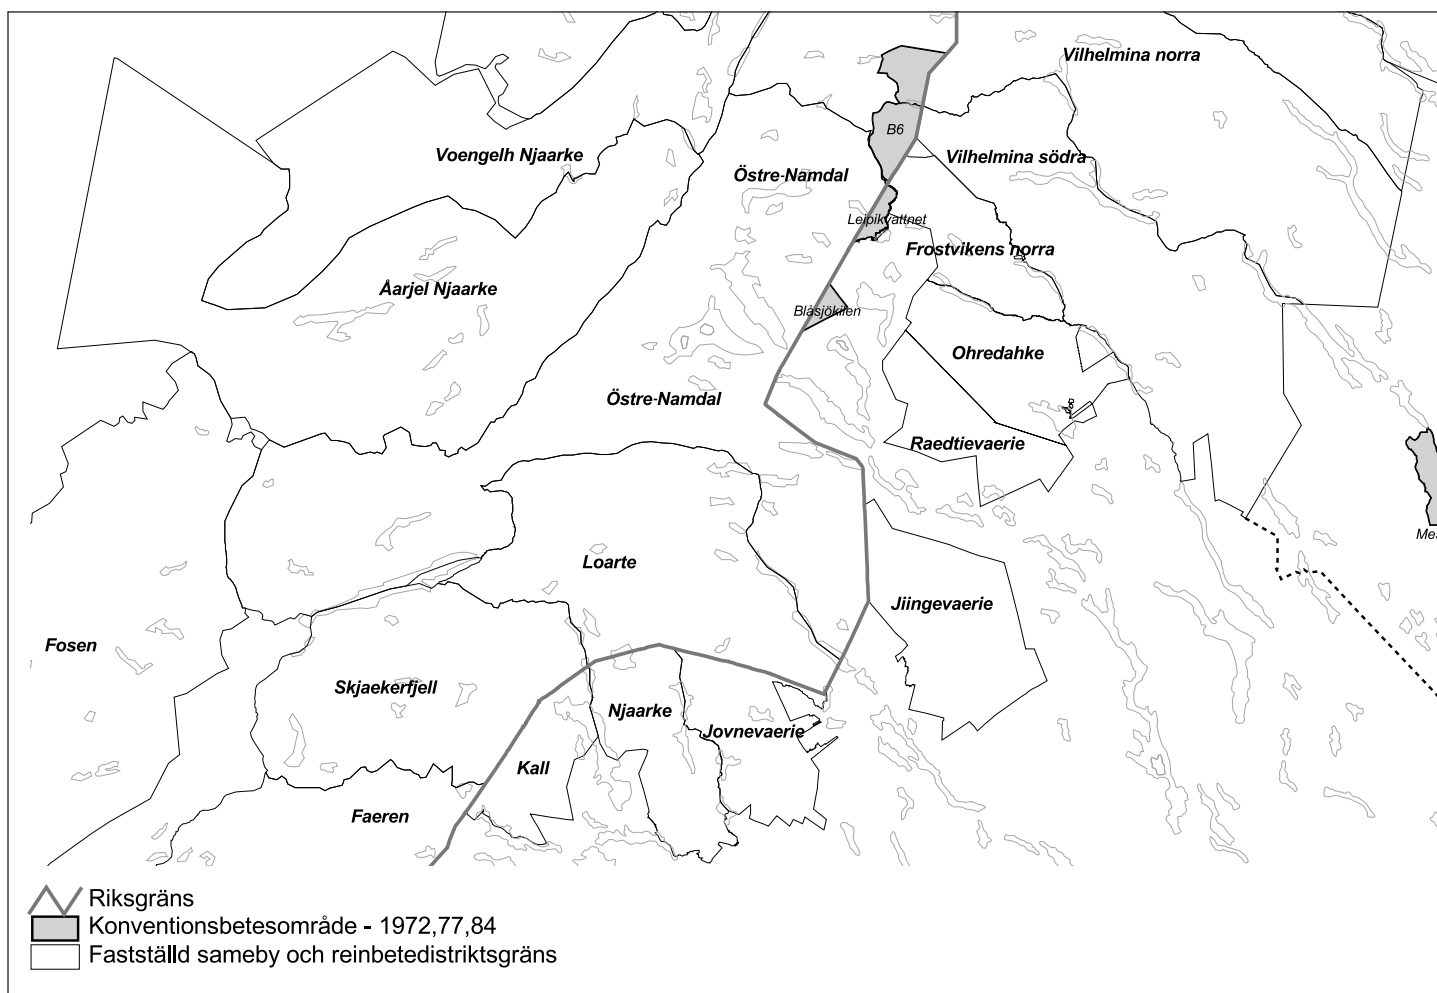 Vilhelmina norra
B6
Voengelh Njaarke
Vilhelmina södra
Östre-Namdal
Leipikvattnet
Frostvikens norra
Åarjel Njaarke
Blåsjökilen
Ohredahke
Östre-Namdal
Raedtievaerie
Loarte
Jiingevaerie
Fosen
Skjaekerfjell
Njaarke
Jovnevaerie
Kall
Faeren
Riksgräns
Konventionsbetesområde - 1972,77,84
Fastställd sameby och reinbetedistriktsgräns